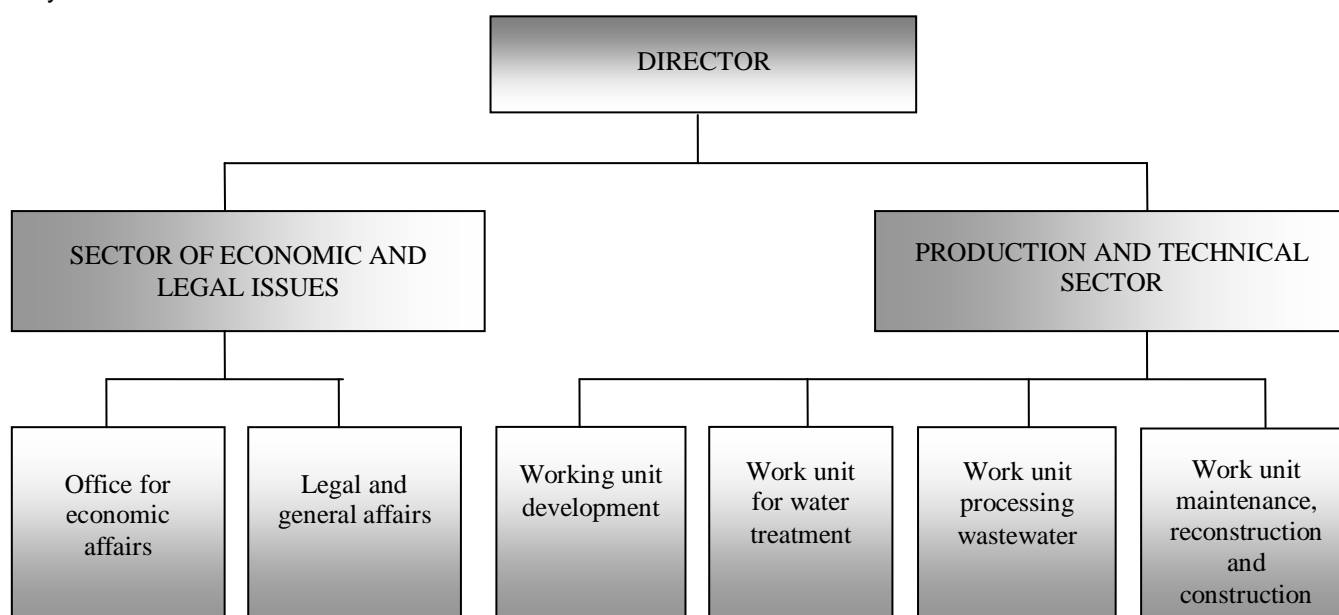 DIRECTOR
SECTOR OF ECONOMIC AND
LEGAL ISSUES
PRODUCTION AND TECHNICAL
SECTOR
Office for
economic
affairs
Legal and
general affairs
Working unit
development
Work unit
for water
treatment
Work unit
processing
wastewater
Work unit
maintenance,
reconstruction
and
construction